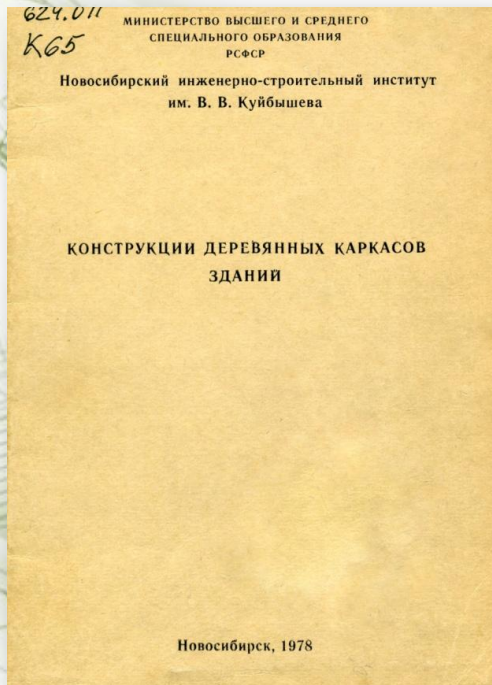 624.011
К65
МИНИСТЕРСТВО ВЫСШЕГО И СРЕДНЕГО
СПЕЦИАЛЬНОГО ОБРАЗОВАНИЯ
РСФСР
Новосибирский инженерно-строительный институт
им. В. В. Куйбышева
КОНСТРУКЦИИ ДЕРЕВЯННЫХ КАРКАСОВ
ЗДАНИЙ
Новосибирск, 1978